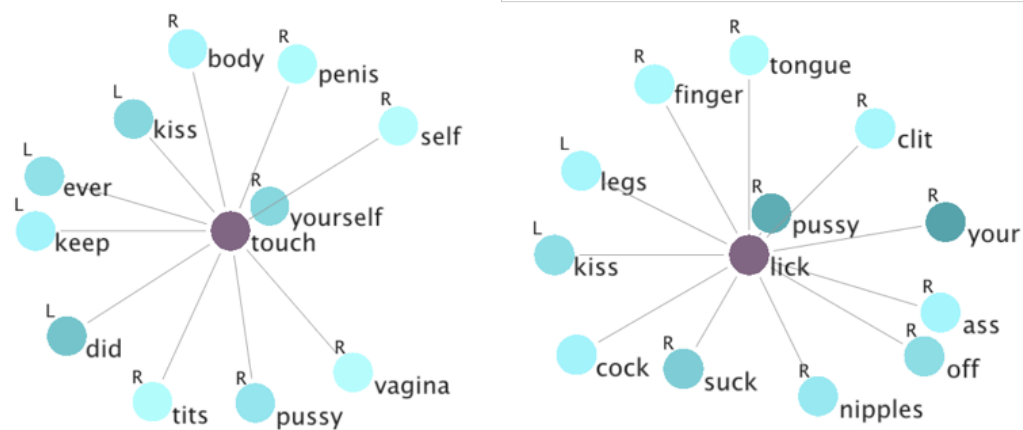 R
body
R
penis
L
kiss
R
self
L
ever
R
yourself
L
keep
touch
L
did
R
tits
R
pussy
R
vagina
R
tongue
R
finger
R
clit
L
legs
R
pussy
R
your
L
kiss
lick
R
ass
cock
R
suck
R
off
R
nipples